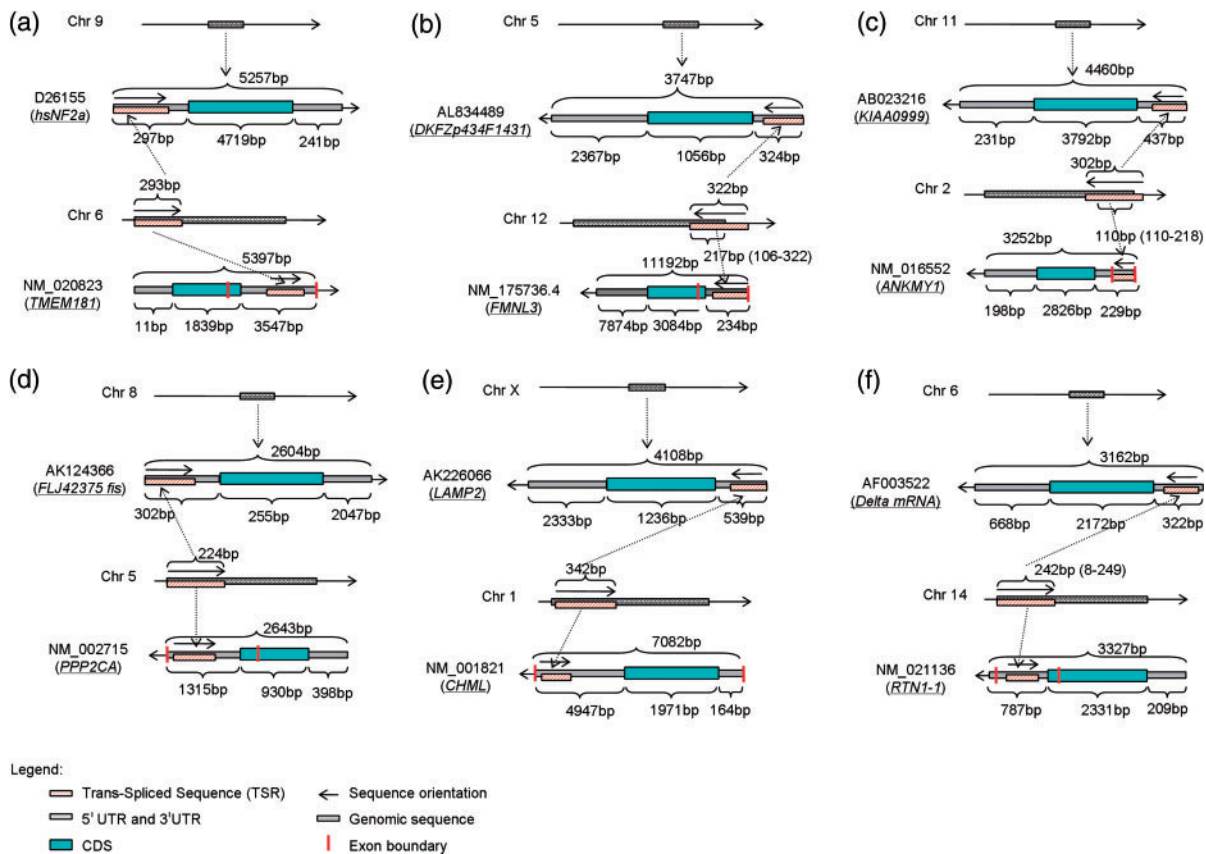 (a)
Chr 9
5257bp
D26155
(hsNF2a)
297bp
4719bp
241bp
293bp
Chr 6
5397bp
NM_020823
(TMEM181)
11bp
1839bp
3547bp
(b)
Chr 5
3747bp
AL834489
(DKFZp434F1431)
2367bp
1056bp
324bp
322bp
Chr 12
217bp (106-322)
11192bp
NM_175736.4
(FMNL3)
7874bp
3084bp
234bp
(c)
Chr 11
4460bp
AB023216
(KIAA0999)
231bp
3792bp
437bp
302bp
Chr 2
110bp (110-218)
3252bp
NM_016552
(ANKMY1)
198bp
2826bp
229bp
(d)
Chr 8
2604bp
AK124366
(FLJ42375 fis)
302bp
255bp
2047bp
224bp
Chr 5
2643bp
NM_002715
(PPP2CA)
1315bp
930bp
398bp
(e)
Chr X
4108bp
AK226066
(LAMP2)
2333bp
1236bp
539bp
342bp
Chr 1
7082bp
NM_001821
(CHML)
4947bp
1971bp
164bp
(f)
Chr 6
3162bp
AF003522
(Delta mRNA)
668bp
2172bp
322bp
242bp (8-249)
Chr 14
3327bp
NM_021136
(RTN1-1)
787bp
2331bp
209bp
Legend:
Trans-Spliced Sequence (TSR)
Sequence orientation
5' UTR and 3'UTR
Genomic sequence
CDS
Exon boundary